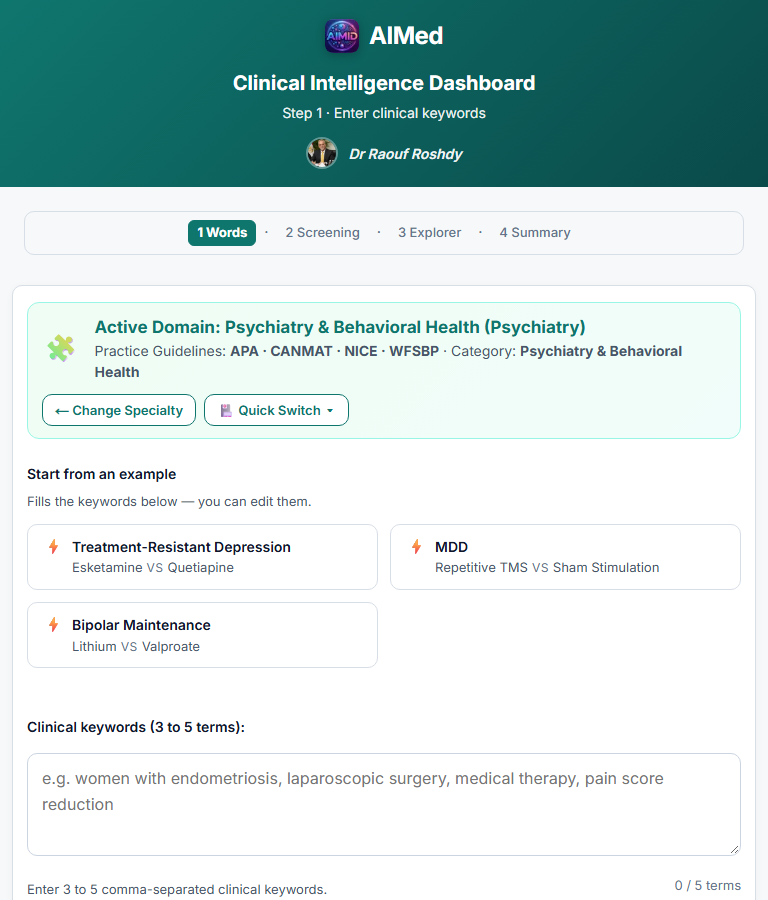 AIMID
AIMed
Clinical Intelligence Dashboard
Step 1 · Enter clinical keywords
Dr Raouf Roshdy
1 Words · 2 Screening · 3 Explorer · 4 Summary
Active Domain: Psychiatry & Behavioral Health (Psychiatry)
Practice Guidelines: APA · CANMAT · NICE · WFSBP · Category: Psychiatry & Behavioral
Health
← Change Specialty
Quick Switch
Start from an example
Fills the keywords below — you can edit them.
Treatment-Resistant Depression
Esketamine VS Quetiapine
MDD
Repetitive TMS VS Sham Stimulation
Bipolar Maintenance
Lithium VS Valproate
Clinical keywords (3 to 5 terms):
e.g. women with endometriosis, laparoscopic surgery, medical therapy, pain score
reduction
Enter 3 to 5 comma-separated clinical keywords.
0 / 5 terms